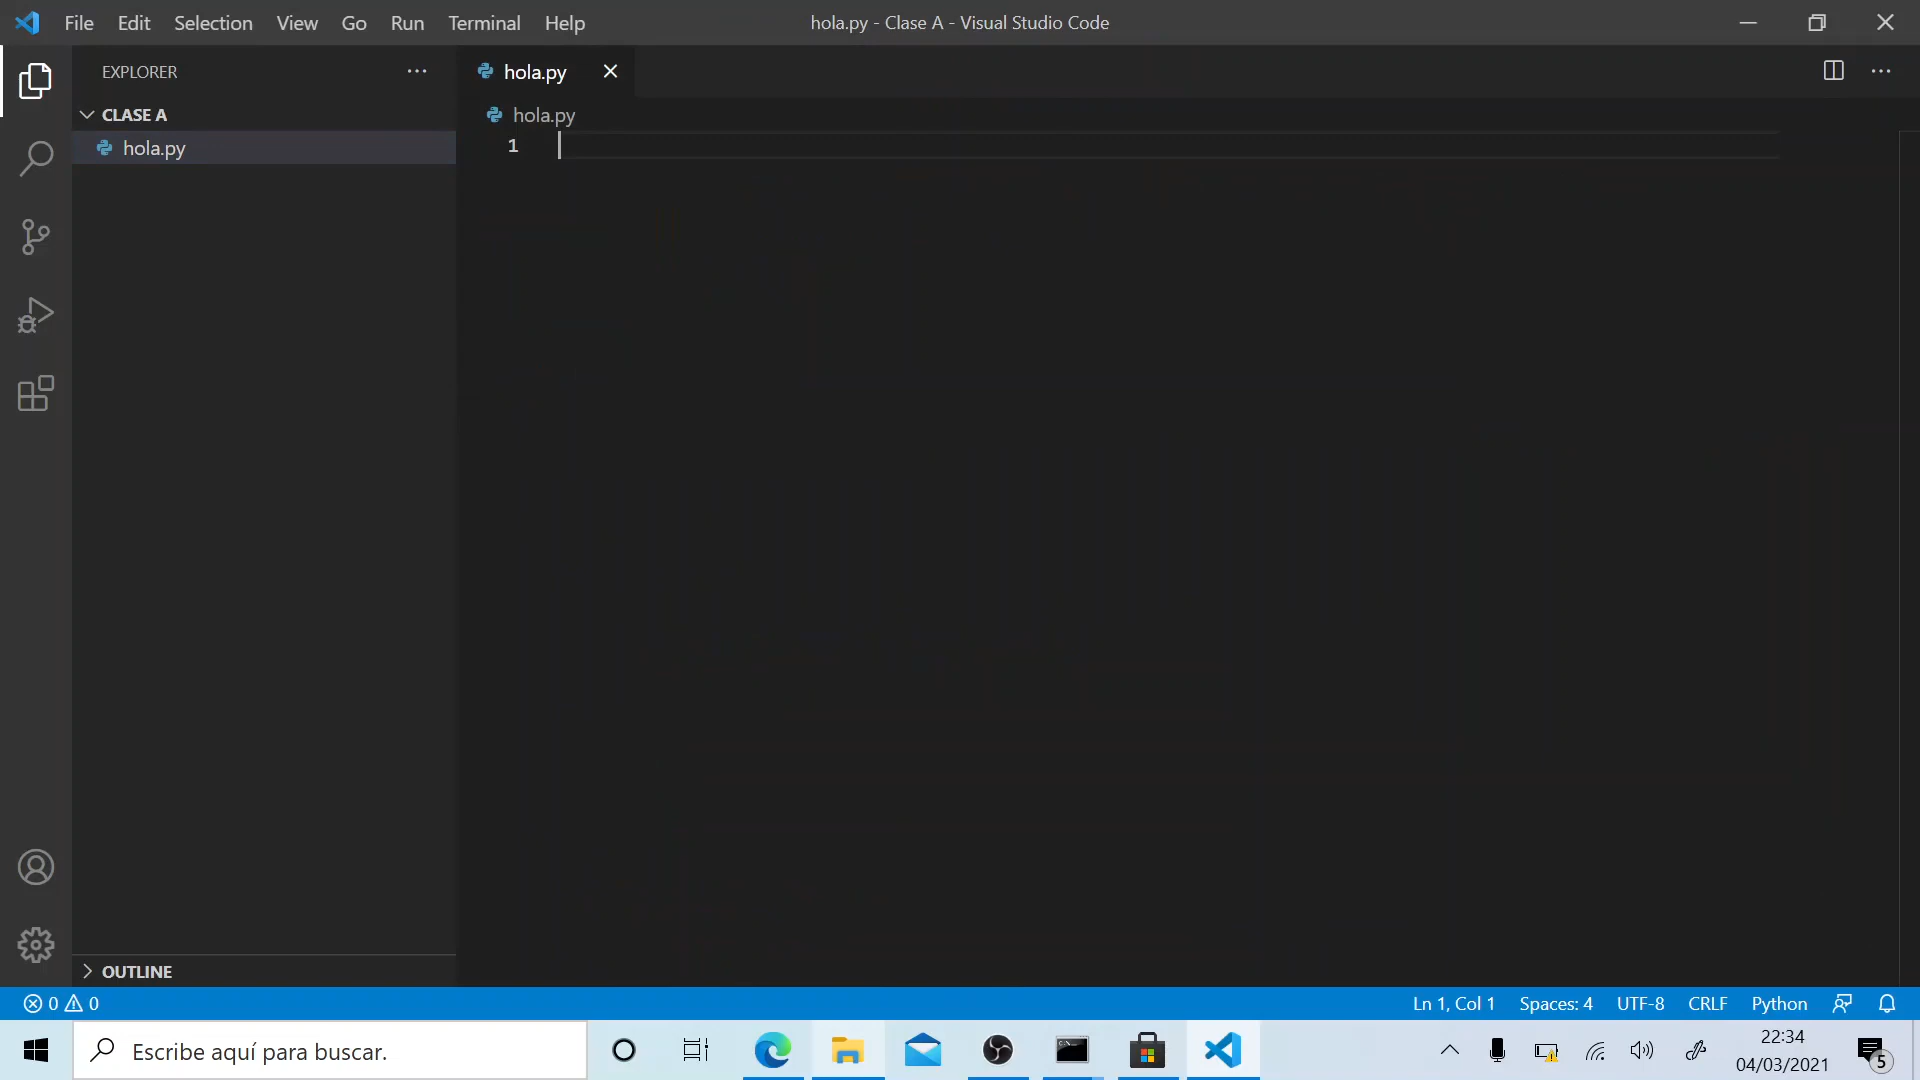 File Edit Selection View Go Run Terminal Help
hola.py - Clase A - Visual Studio Code
EXPLORER
hola.py
CLASE A
hola.py
hola.py
1
OUTLINE
0 0
Ln 1, Col 1 Spaces: 4 UTF-8 CRLF Python
Escribe aquí para buscar.
22:34
04/03/2021
5